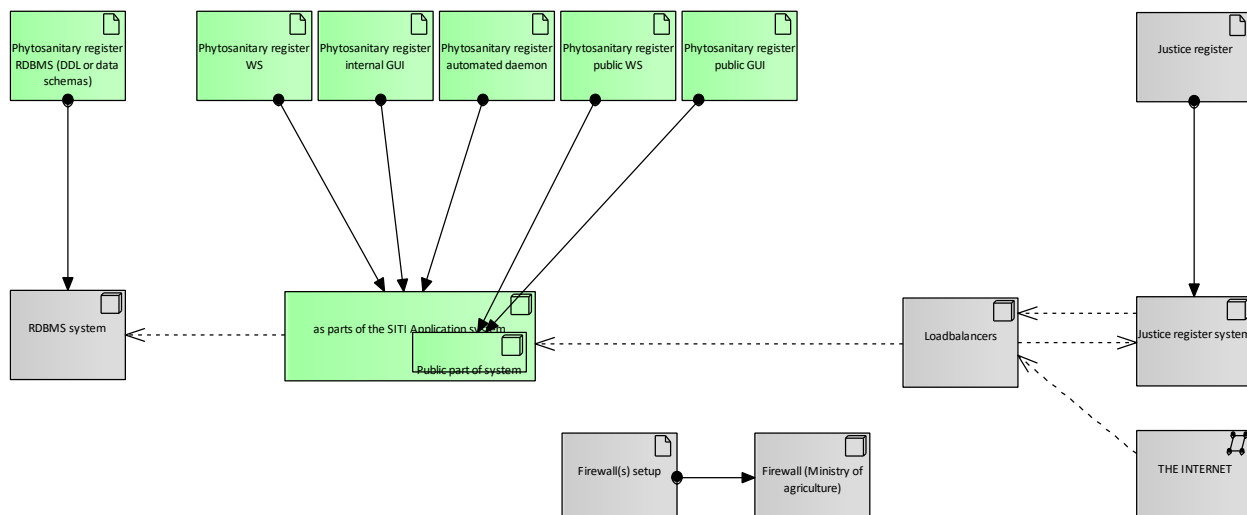 Phytosanitary register
RDBMS (DDL or data
schemas)
Phytosanitary register
WS
Phytosanitary register
internal GUI
Phytosanitary register
automated daemon
Phytosanitary register
public WS
Phytosanitary register
public GUI
Justice register
RDBMS system
as parts of the SITI Application system
Public part of system
Loadbalancers
Justice register system
Firewall(s) setup
Firewall (Ministry of
agriculture)
THE INTERNET